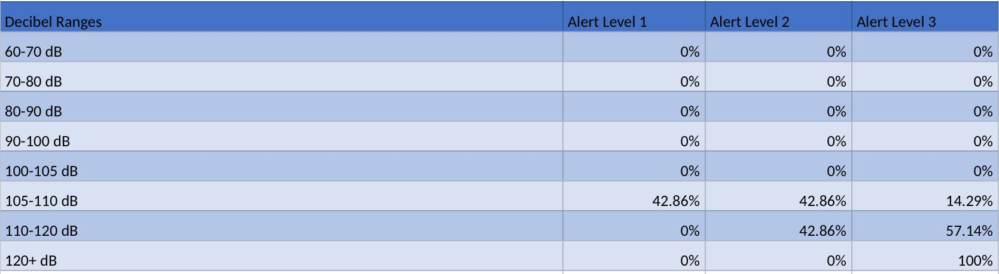 Decibel Ranges Alert Level 1 Alert Level 2 Alert Level 3
60-70 dB 0% 0% 0%
70-80 dB 0% 0% 0%
80-90 dB 0% 0% 0%
90-100 dB 0% 0% 0%
100-105 dB 0% 0% 0%
105-110 dB 42.86% 42.86% 14.29%
110-120 dB 0% 42.86% 57.14%
120+ dB 0% 0% 100%